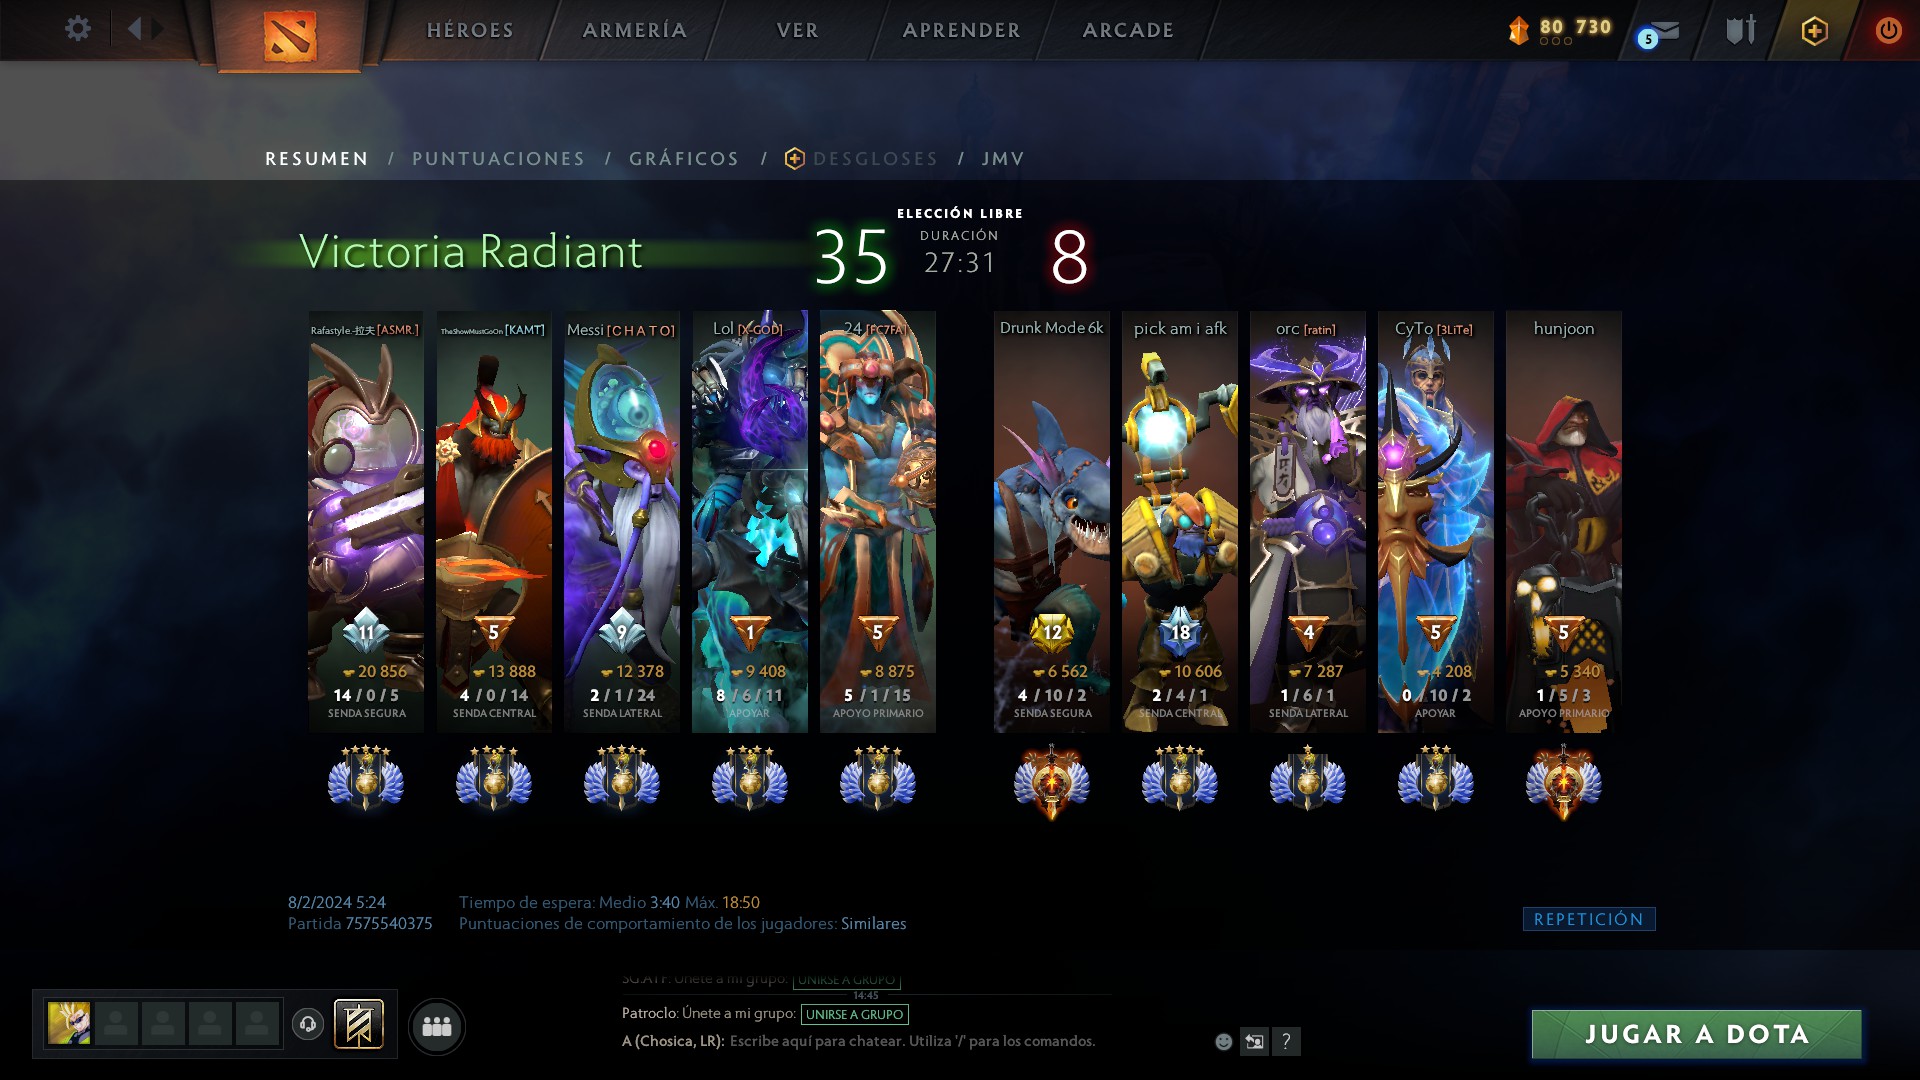 HÉROES
ARMERÍA
VER
APRENDER
ARCADE
80 730
5
RESUMEN / PUNTUACIONES / GRÁFICOS / DESGLOSES / JMV
Victoria Radiant
35
ELECCIÓN LIBRE
DURACIÓN
27:31
8
Rafastyle.-拉夫 [ASMR.]
11
20 856
14 / 0 / 5
SENDA SEGURA
TheShowMustGoOn [KAMT]
5
13 888
4 / 0 / 14
SENDA CENTRAL
Messi [C H A T O]
9
12 378
2 / 1 / 24
SENDA LATERAL
Lol [X-GOD]
1
9 408
8 / 6 / 11
APOYAR
24 [FC7FA]
5
8 875
5 / 1 / 15
APOYO PRIMARIO
Drunk Mode 6k
12
6 562
4 / 10 / 2
SENDA SEGURA
pick am i afk
18
10 606
2 / 4 / 1
SENDA CENTRAL
orc [ratin]
4
7 287
1 / 6 / 1
SENDA LATERAL
CyTo [3LiTe]
5
4 208
0 / 10 / 2
APOYAR
hunjoon
5
5 340
1 / 5 / 3
APOYO PRIMARIO
8/2/2024 5:24
Partida 7575540375
Tiempo de espera: Medio 3:40 Máx. 18:50
Puntuaciones de comportamiento de los jugadores: Similares
REPETICIÓN
Únete a mi grupo: UNIRSE A GRUPO
14:45
Patroclo: Únete a mi grupo: UNIRSE A GRUPO
A (Chosica, LR): Escribe aquí para chatear. Utiliza '/' para los comandos.
?
JUGAR A DOTA